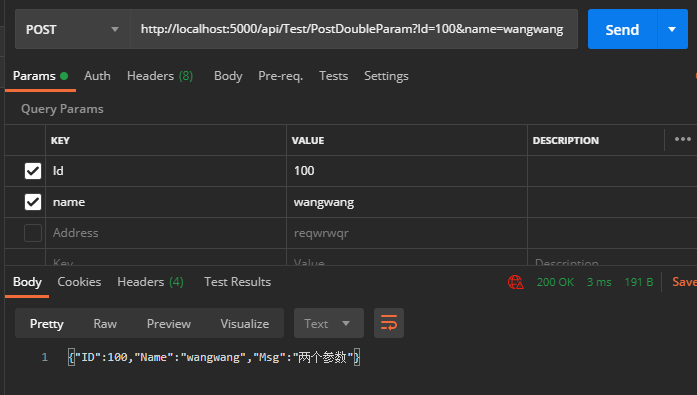 POST http://localhost:5000/api/Test/PostDoubleParam?Id=100&name=wangwang Send
Params Auth Headers (8) Body Pre-req. Tests Settings
Query Params
KEY VALUE DESCRIPTION
Id 100
name wangwang
Address reqwrwqr
Key Value Description
Body Cookies Headers (4) Test Results 200 OK 3 ms 191 B Save
Pretty Raw Preview Visualize Text
1 {"ID":100,"Name":"wangwang","Msg":"两个参数"}